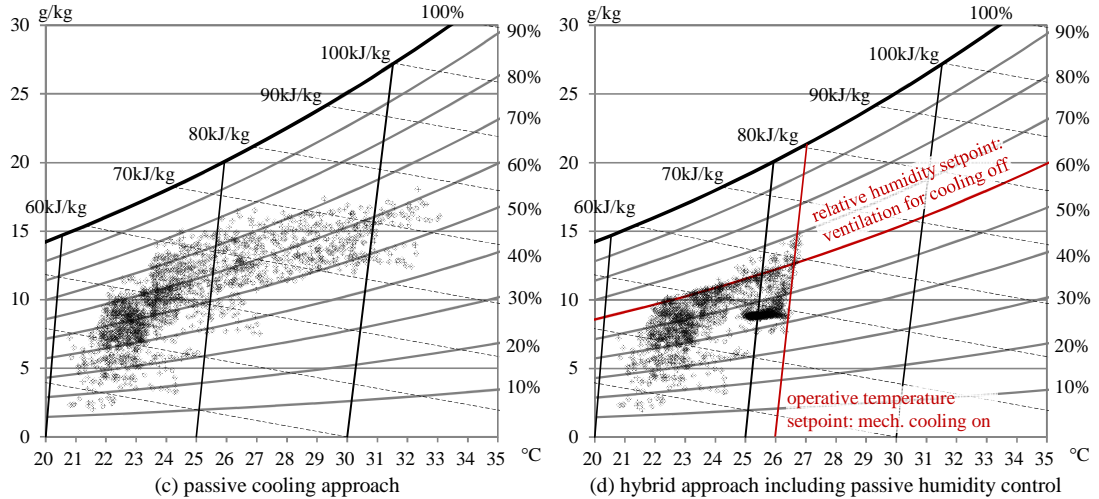 g/kg
100%
30
90%
100kJ/kg
25
80%
90kJ/kg
70%
80kJ/kg
20
60%
70kJ/kg
50%
60kJ/kg
15
40%
10
30%
5
20%
10%
0
20 21 22 23 24 25 26 27 28 29 30 31 32 33 34 35
°C
(c) passive cooling approach
g/kg
100%
30
90%
100kJ/kg
25
80%
90kJ/kg
70%
80kJ/kg
20
60%
70kJ/kg
relative humidity setpoint:
ventilation for cooling off
50%
60kJ/kg
15
40%
10
30%
5
20%
10%
operative temperature
setpoint: mech. cooling on
0
20 21 22 23 24 25 26 27 28 29 30 31 32 33 34 35
°C
(d) hybrid approach including passive humidity control